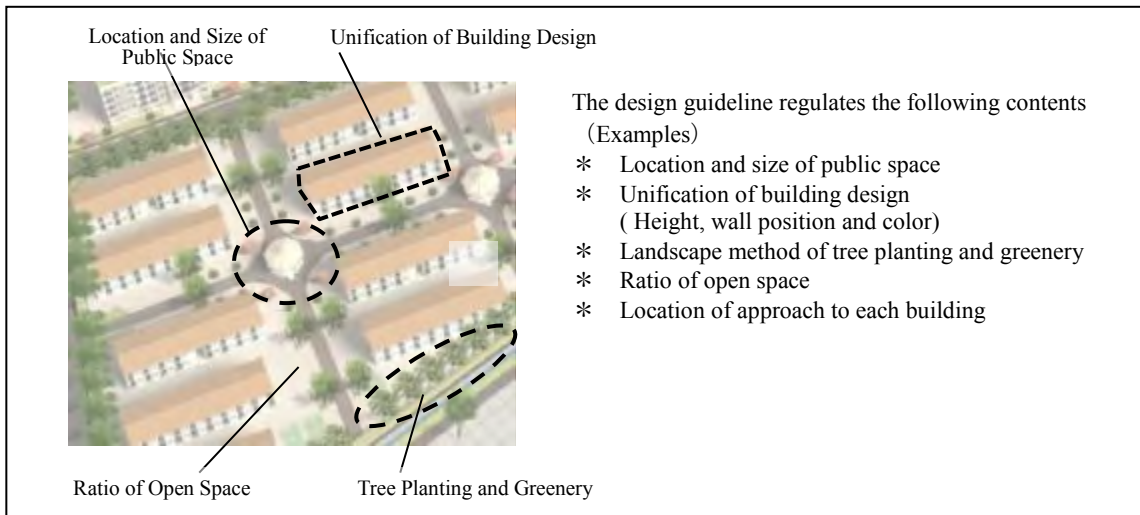 Location and Size of
Public Space
Unification of Building Design
The design guideline regulates the following contents
（Examples）
＊ Location and size of public space
＊ Unification of building design
( Height, wall position and color)
＊ Landscape method of tree planting and greenery
＊ Ratio of open space
＊ Location of approach to each building
Ratio of Open Space
Tree Planting and Greenery